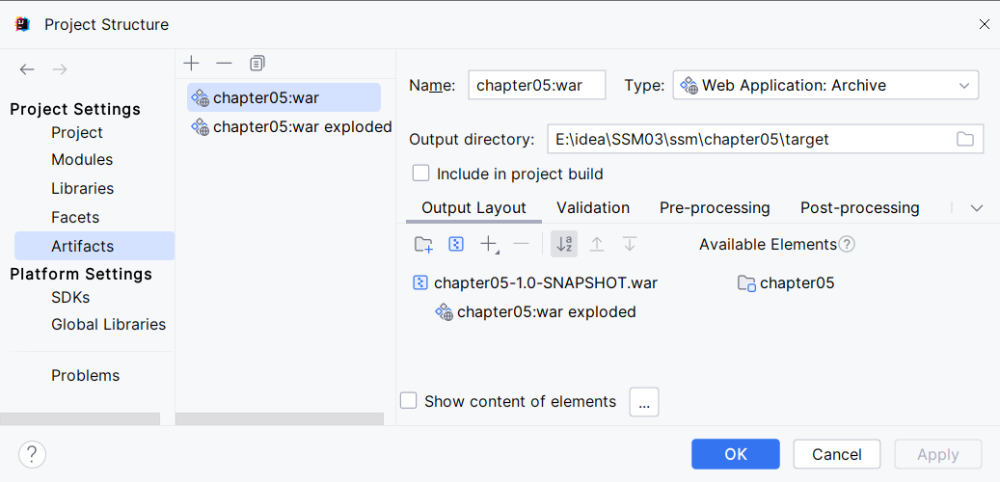 Project Structure
Project Settings
Project
Modules
Libraries
Facets
Artifacts
Platform Settings
SDKs
Global Libraries
Problems
chapter05:war
chapter05:war exploded
Name: chapter05:war Type: Web Application: Archive
Output directory: E:\idea\SSM03\ssm\chapter05\target
Include in project build
Output Layout Validation Pre-processing Post-processing
Available Elements ?
chapter05-1.0-SNAPSHOT.war chapter05
chapter05:war exploded
Show content of elements ...
? OK Cancel Apply